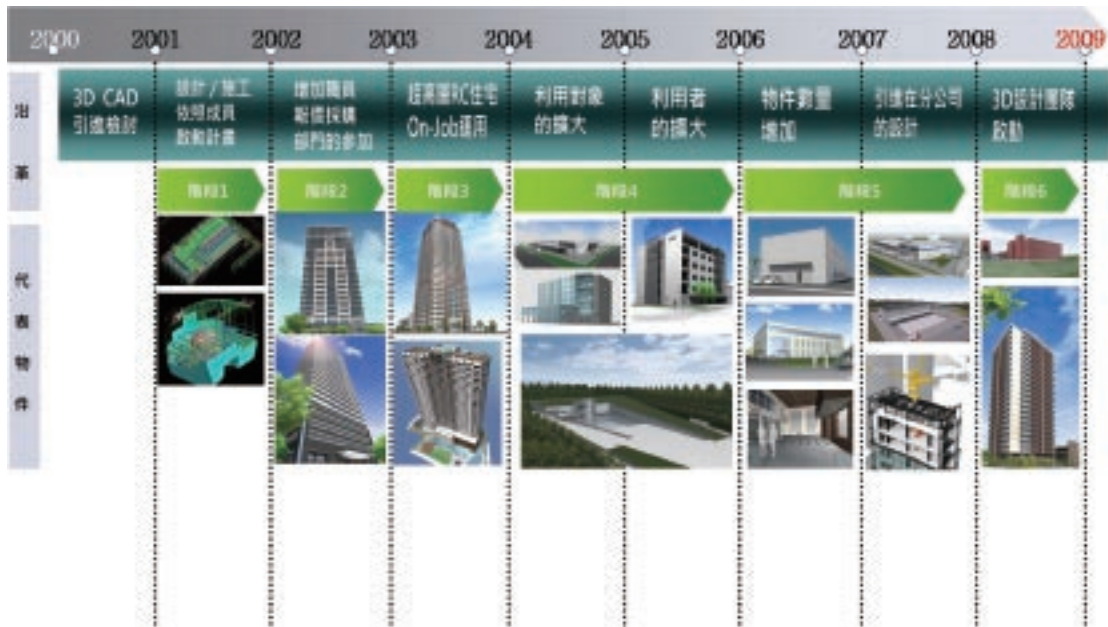 2000 2001 2002 2003 2004 2005 2006 2007 2008 2009
沿
革
3D CAD
引進檢討
設計/施工
依照成員
啟動計畫
增加職員
報價採購
部門的參加
超高層RC住宅
On-Job運用
利用對象
的擴大
利用者
的擴大
物件數量
增加
引進在分公司
的設計
3D設計團隊
啟動
階段1
階段2
階段3
階段4
階段5
階段6
代
表
物
件